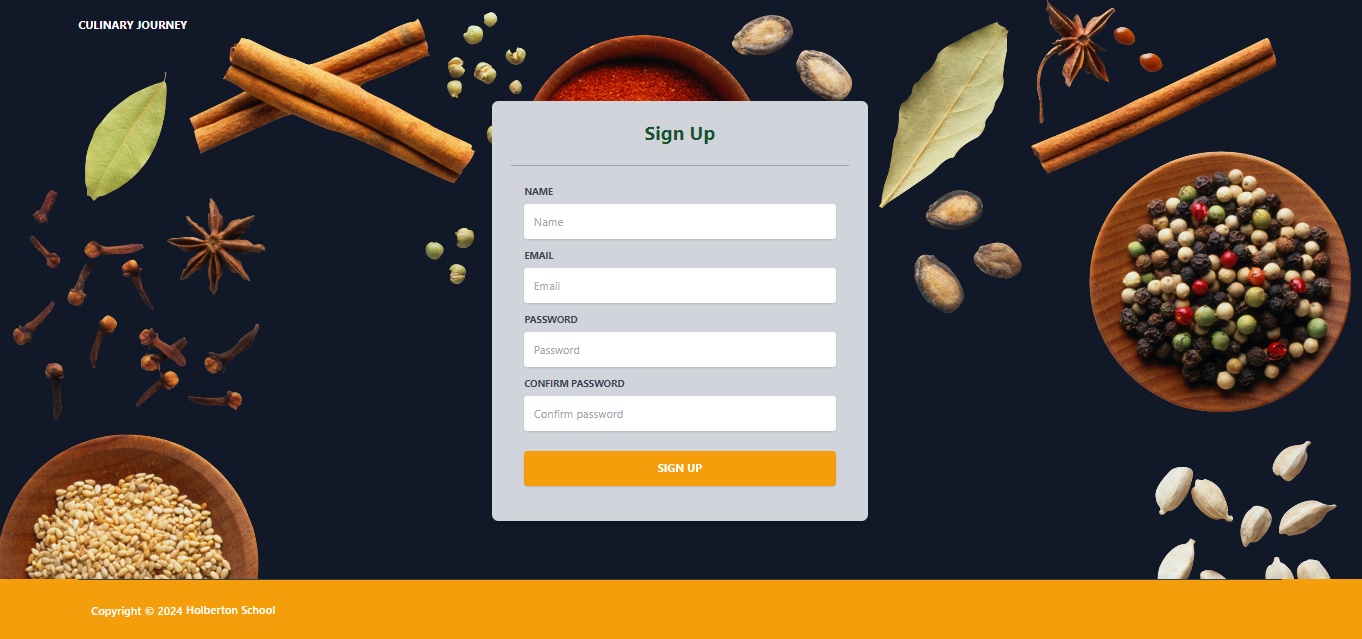 CULINARY JOURNEY
Sign Up
NAME
Name
EMAIL
Email
PASSWORD
Password
CONFIRM PASSWORD
Confirm password
SIGN UP
Copyright © 2024 Holberton School